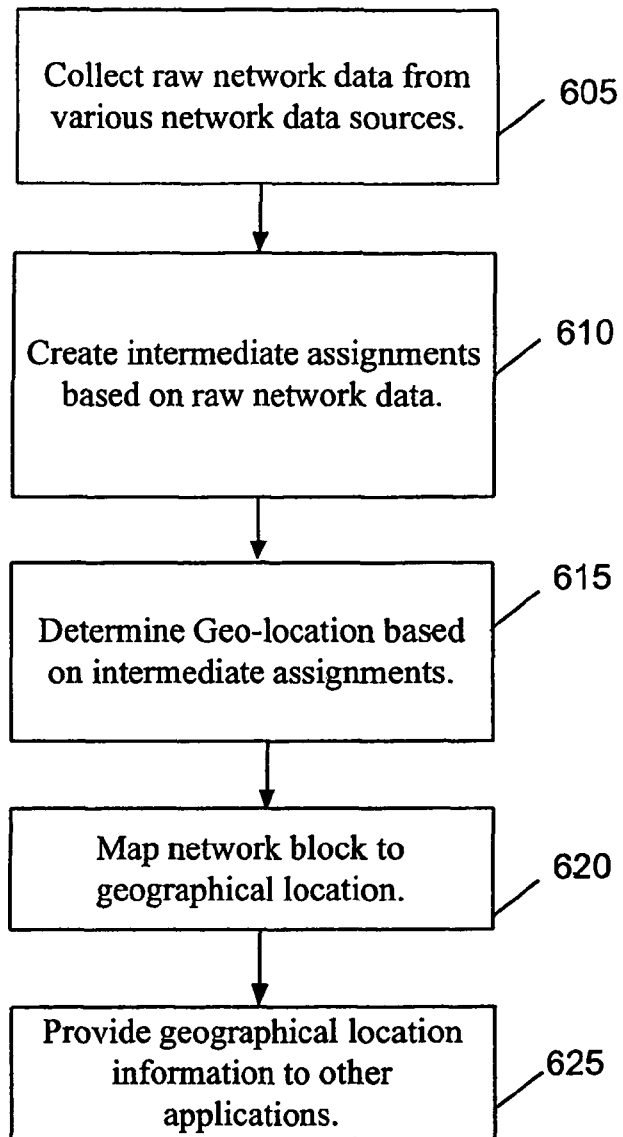 Collect raw network data from
various network data sources.
605
Create intermediate assignments
based on raw network data.
610
Determine Geo-location based
on intermediate assignments.
615
Map network block to
geographical location.
620
Provide geographical location
information to other
applications.
625